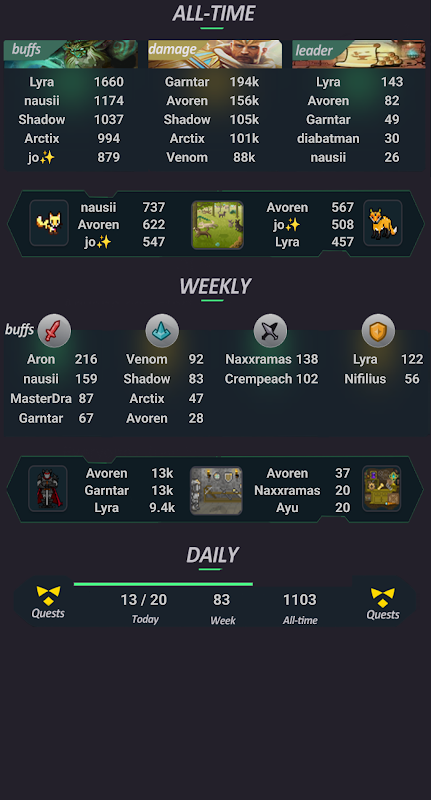 ALL-TIME
buffs damage leader
Lyra 1660 Garntar 194k Lyra 143
nausii 1174 Avoren 156k Avoren 82
Shadow 1037 Shadow 105k Garntar 49
Arctix 994 Arctix 101k diabatman 30
jo✨ 879 Venom 88k nausii 26
nausii 737 Avoren 567
Avoren 622 jo✨ 508
jo✨ 547 Lyra 457
WEEKLY
buffs
Aron 216 Venom 92 Naxxramas 138 Lyra 122
nausii 159 Shadow 83 Crempeach 102 Nifilius 56
MasterDra 87 Arctix 47
Garntar 67 Avoren 28
Avoren 13k Avoren 37
Garntar 13k Naxxramas 20
Lyra 9.4k Ayu 20
DAILY
Quests 13 / 20 83 1103 Quests
Today Week All-time